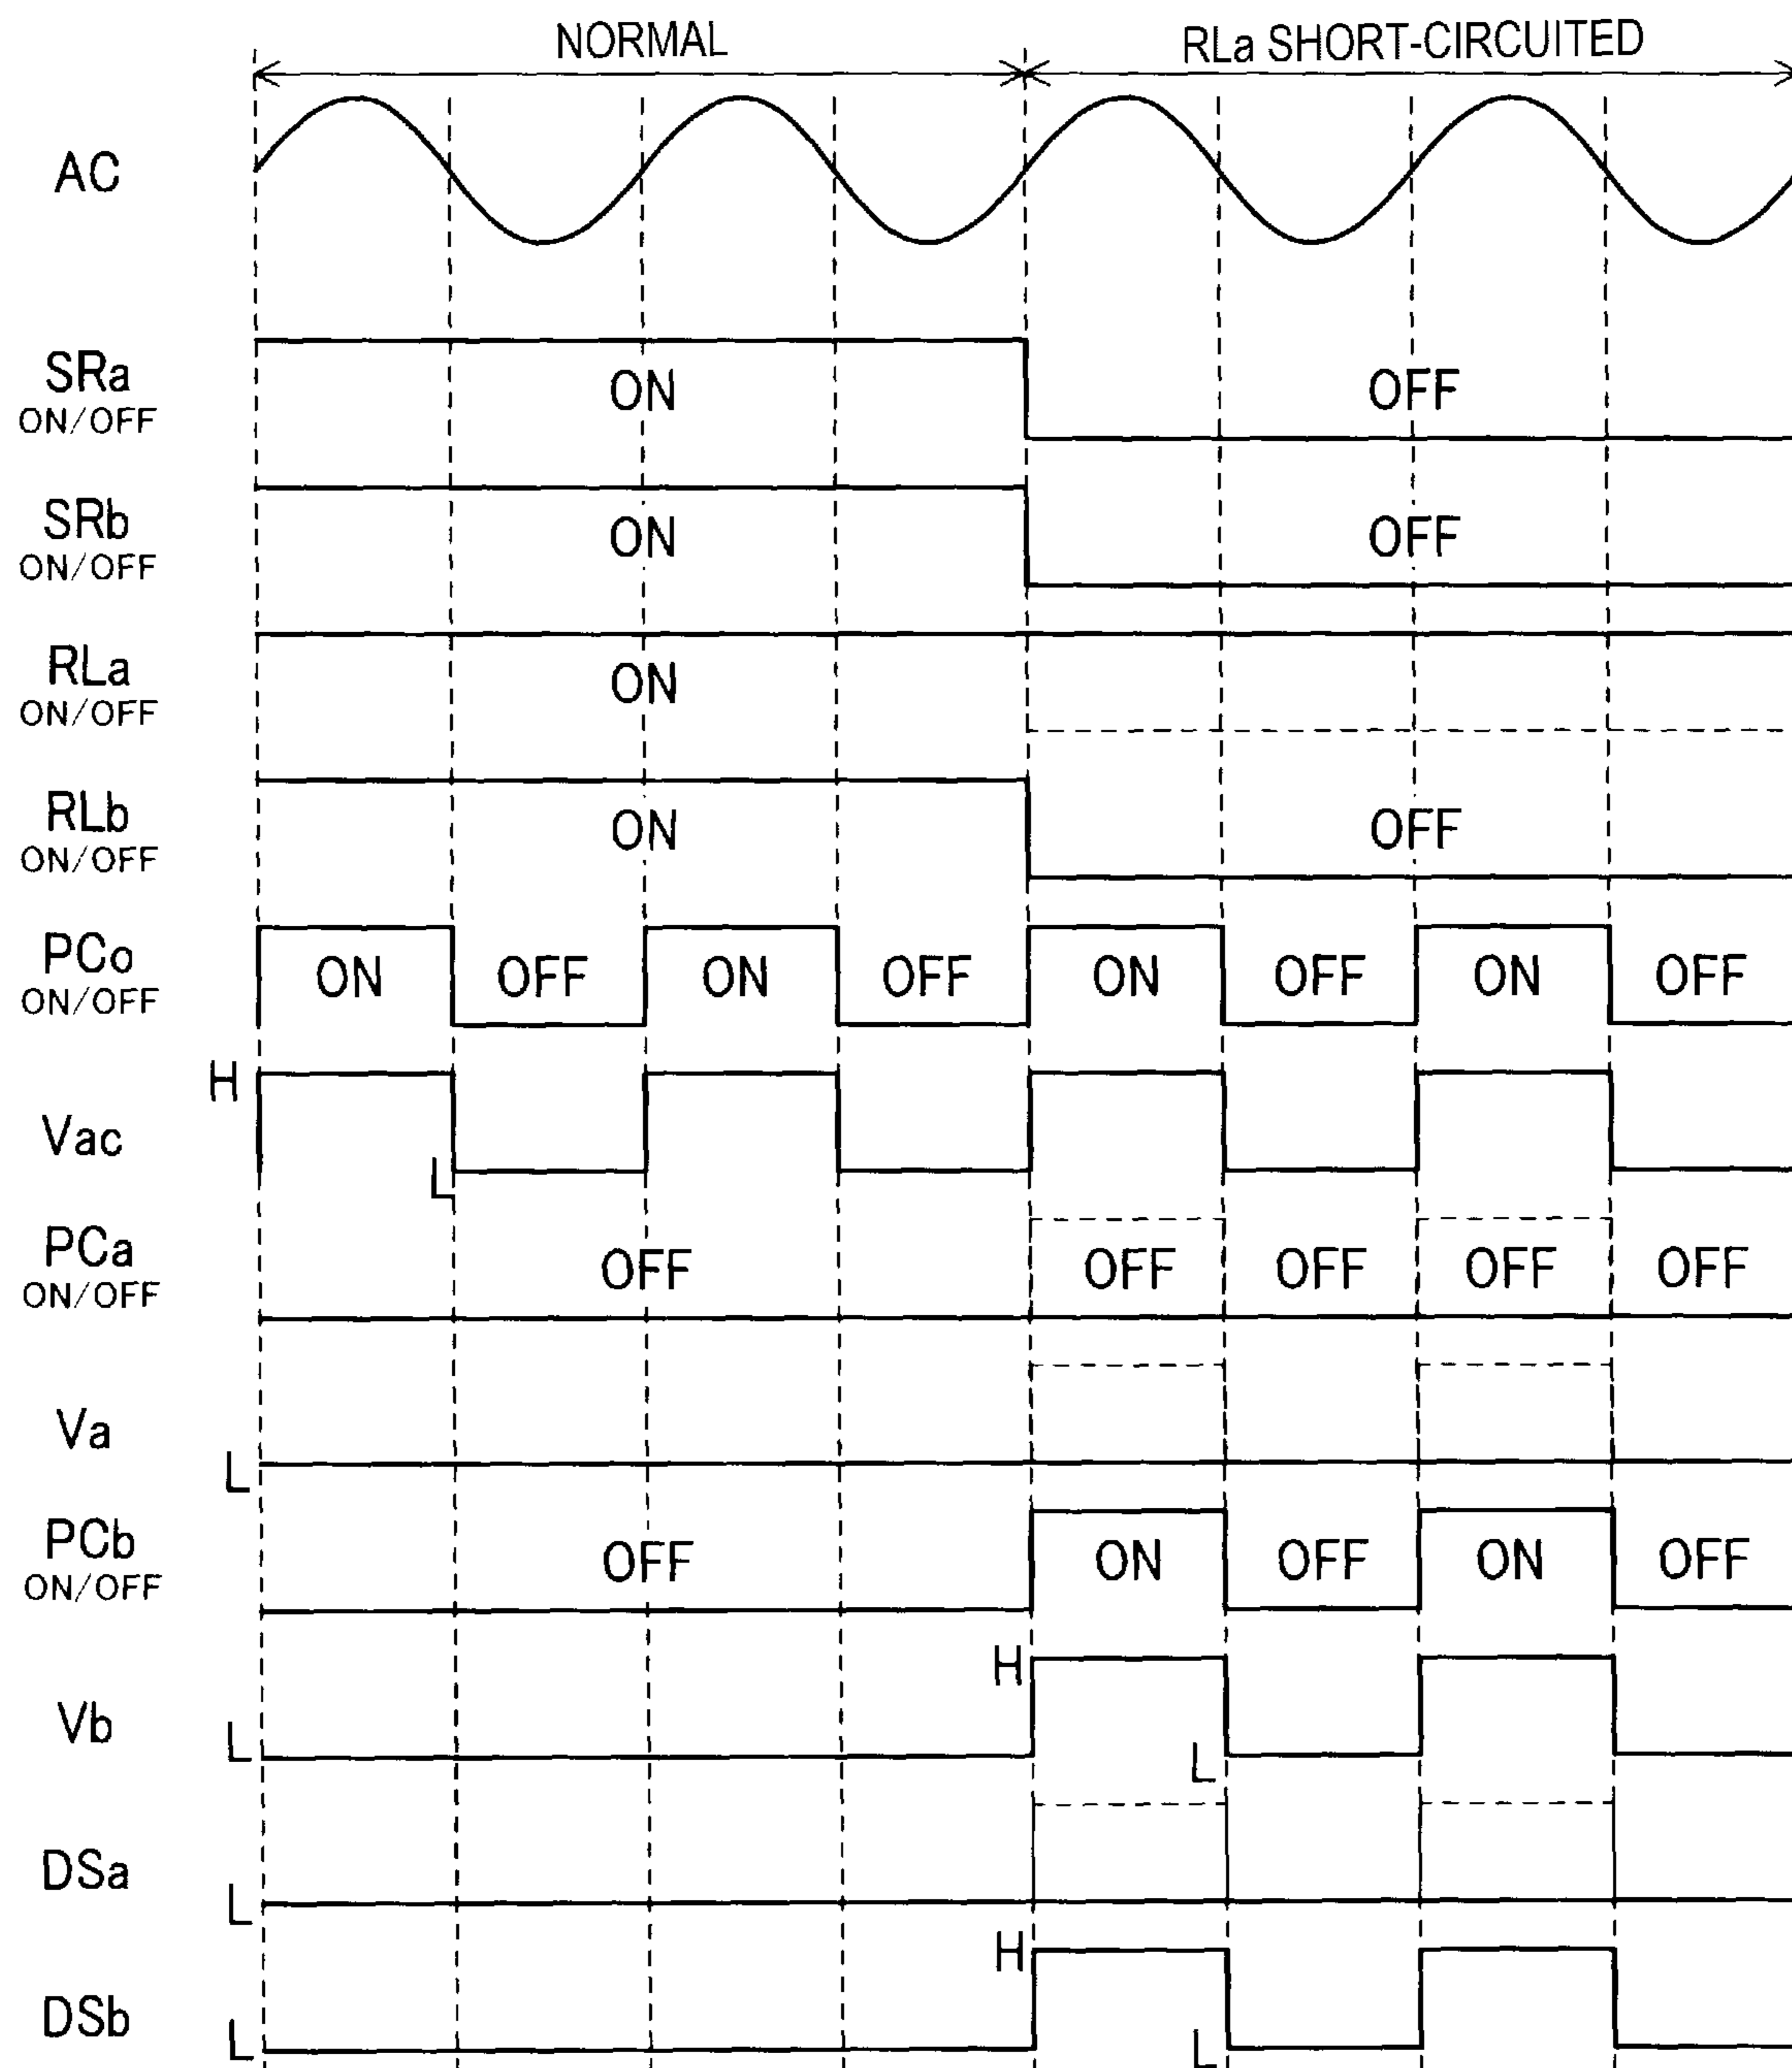 NORMAL RLa SHORT-CIRCUITED
AC
SRa
ON/OFF
ON OFF
SRb
ON/OFF
ON OFF
RLa
ON/OFF
ON
RLb
ON/OFF
ON OFF
PCo
ON/OFF
ON OFF ON OFF ON OFF ON OFF
H
Vac
L
PCa
ON/OFF
OFF OFF OFF OFF OFF
Va
L
PCb
ON/OFF
OFF ON OFF ON OFF
H
Vb
L L
DSa
L
H
DSb
L L